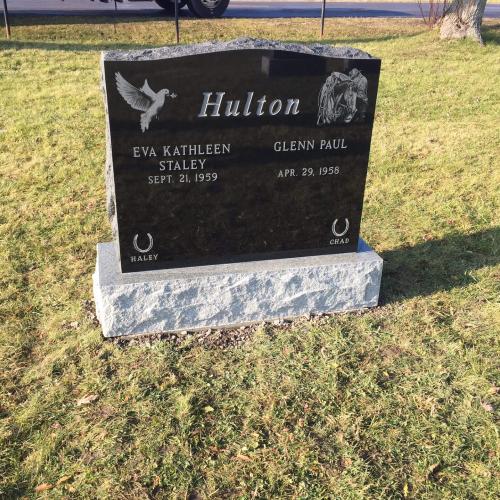 Hulton
EVA KATHLEEN
STALEY
SEPT. 21, 1959
GLENN PAUL
APR. 29, 1958
HALEY
CHAD